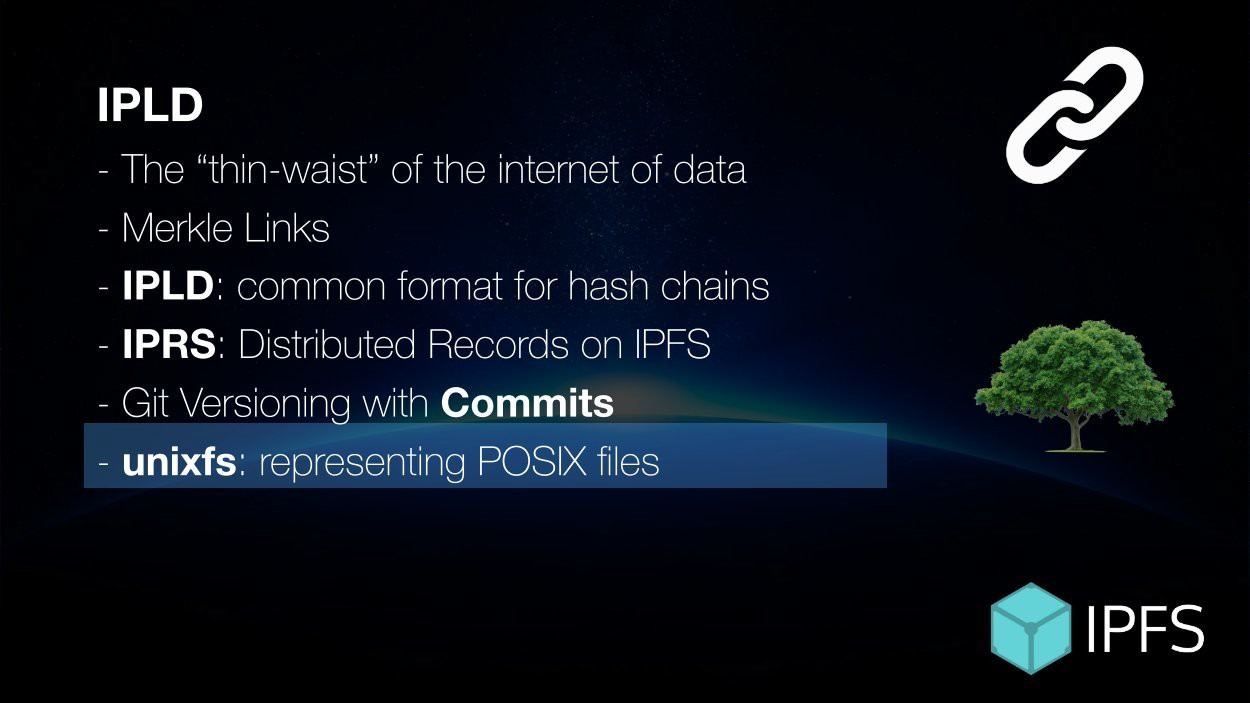 IPLD
- The “thin-waist” of the internet of data
- Merkle Links
- IPLD: common format for hash chains
- IPRS: Distributed Records on IPFS
- Git Versioning with Commits
- unixfs: representing POSIX files
IPFS